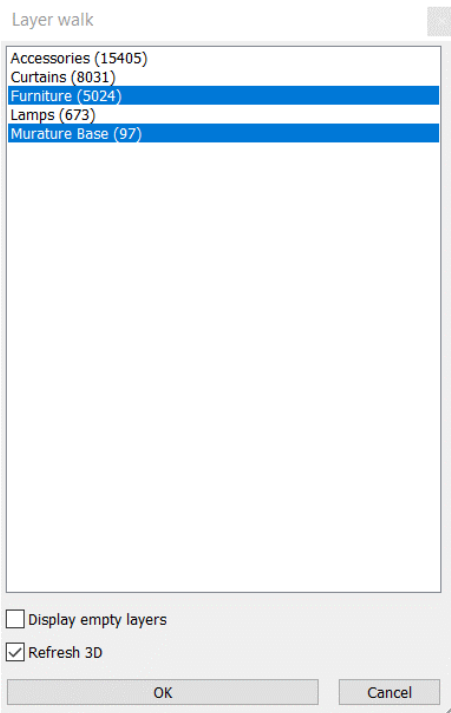 Layer walk
Accessories (15405)
Curtains (8031)
Furniture (5024)
Lamps (673)
Murature Base (97)
Display empty layers
Refresh 3D
OK
Cancel